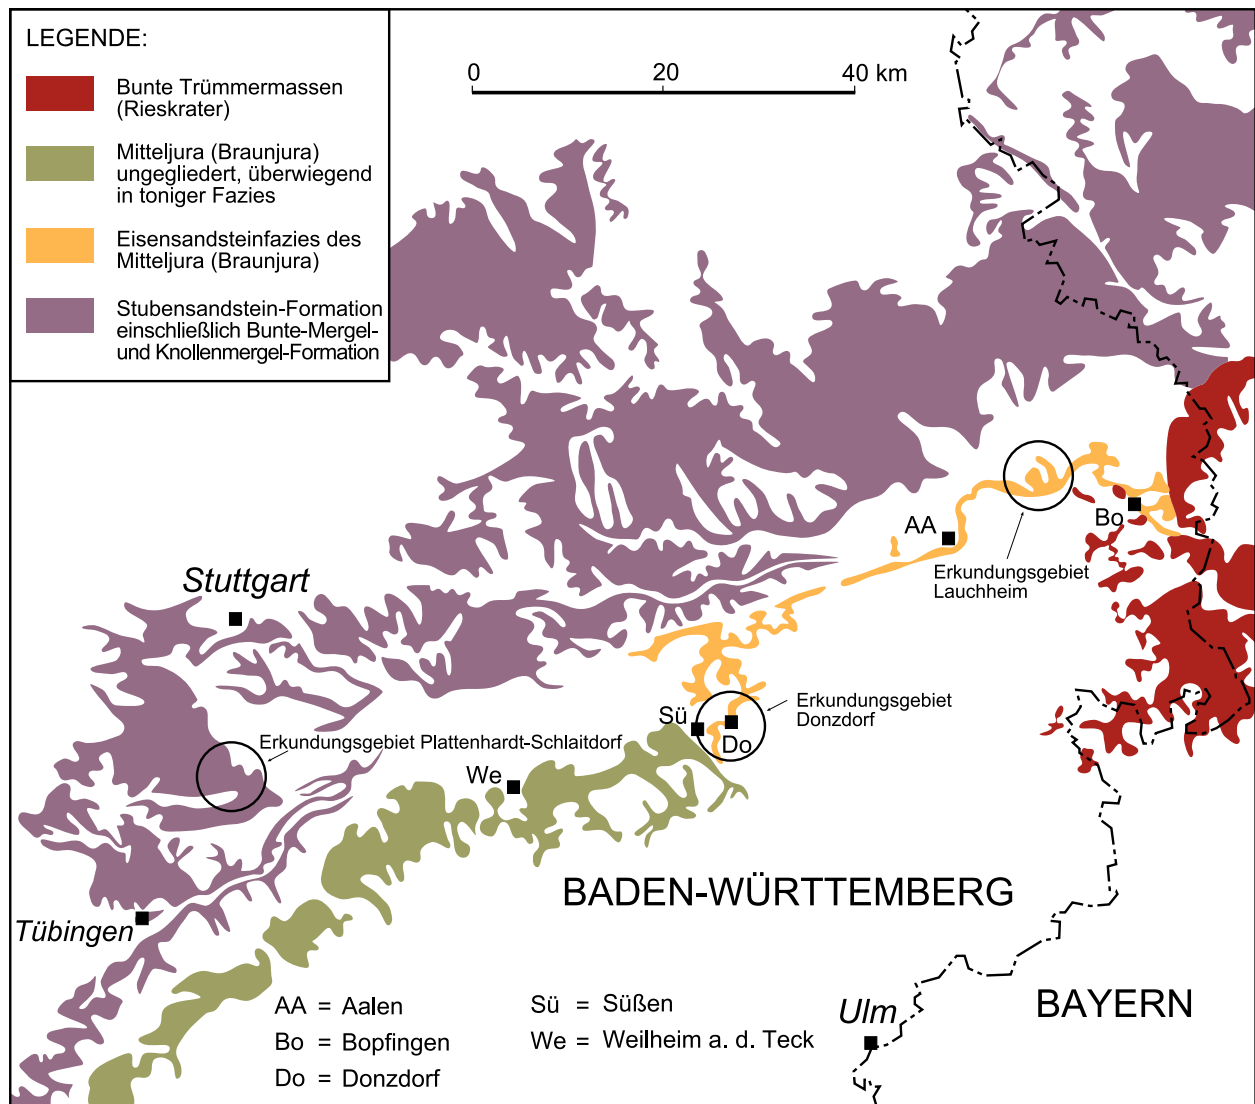 LEGENDE:
Bunte Trümmermassen
(Rieskrater)
Mitteljura (Braunjura)
ungegliedert, überwiegend
in toniger Fazies
Eisensandsteinfazies des
Mitteljura (Braunjura)
Stubensandstein-Formation
einschließlich Bunte-Mergel-
und Knollenmergel-Formation
0 20 40 km
AA
Bo
Erkundungsgebiet
Lauchheim
Stuttgart
Erkundungsgebiet
Donzdorf
Sü
Do
Erkundungsgebiet Plattenhardt-Schlaitdorf
We
BADEN-WÜRTTEMBERG
Tübingen
BAYERN
Ulm
AA = Aalen
Bo = Bopfingen
Do = Donzdorf
Sü = Süßen
We = Weilheim a. d. Teck